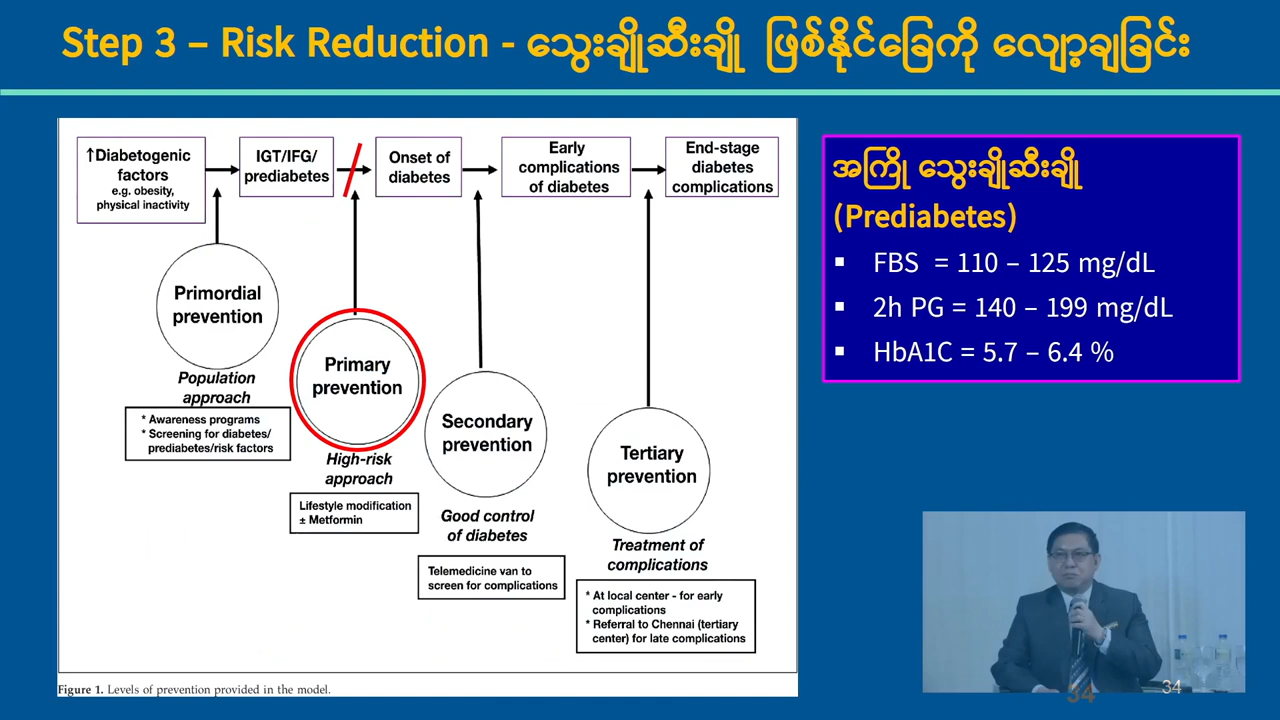 Step 3 – Risk Reduction - သွေးချိုဆီးချို ဖြစ်နိုင်ခြေကို လျော့ချခြင်း
↑Diabetogenic
factors
e.g. obesity,
physical inactivity
IGT/IFG/
prediabetes
Onset of
diabetes
Early
complications
of diabetes
End-stage
diabetes
complications
Primordial
prevention
Population
approach
* Awareness programs
* Screening for diabetes/
prediabetes/risk factors
Primary
prevention
High-risk
approach
Lifestyle modification
± Metformin
Secondary
prevention
Good control
of diabetes
Telemedicine van to
screen for complications
Tertiary
prevention
Treatment of
complications
* At local center - for early
complications
* Referral to Chennai (tertiary
center) for late complications
Figure 1. Levels of prevention provided in the model.
အကြို သွေးချိုဆီးချို
(Prediabetes)
▪ FBS = 110 – 125 mg/dL
▪ 2h PG = 140 – 199 mg/dL
▪ HbA1C = 5.7 – 6.4 %
34
34